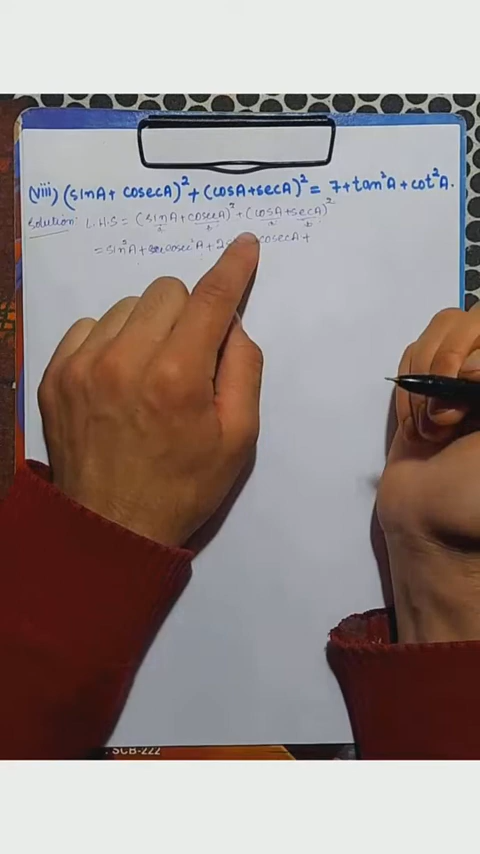 (viii) (sinA + cosecA)² + (cosA + secA)² = 7 + tan²A + cot²A.
Solution: L.H.S = (sinA + cosecA)² + (cosA + secA)²
a b a b
= sin²A + cosec²A + 2 cosecA +
SCB-222